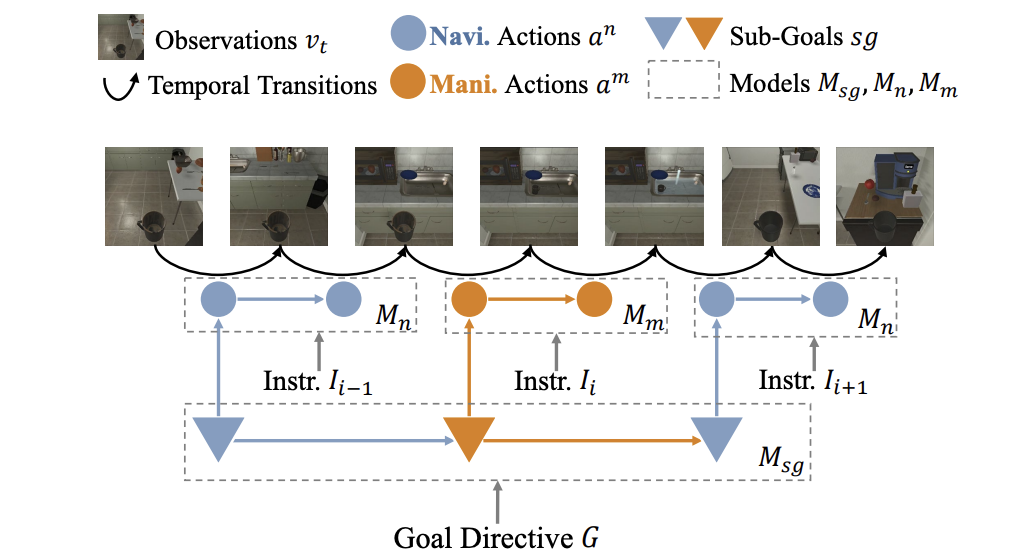 Observations $v_t$
Navi. Actions $a^n$
Sub-Goals $sg$
Temporal Transitions
Mani. Actions $a^m$
Models $M_{sg}, M_n, M_m$
$M_n$
$M_m$
$M_n$
Instr. $I_{i-1}$
Instr. $I_i$
Instr. $I_{i+1}$
$M_{sg}$
Goal Directive $G$